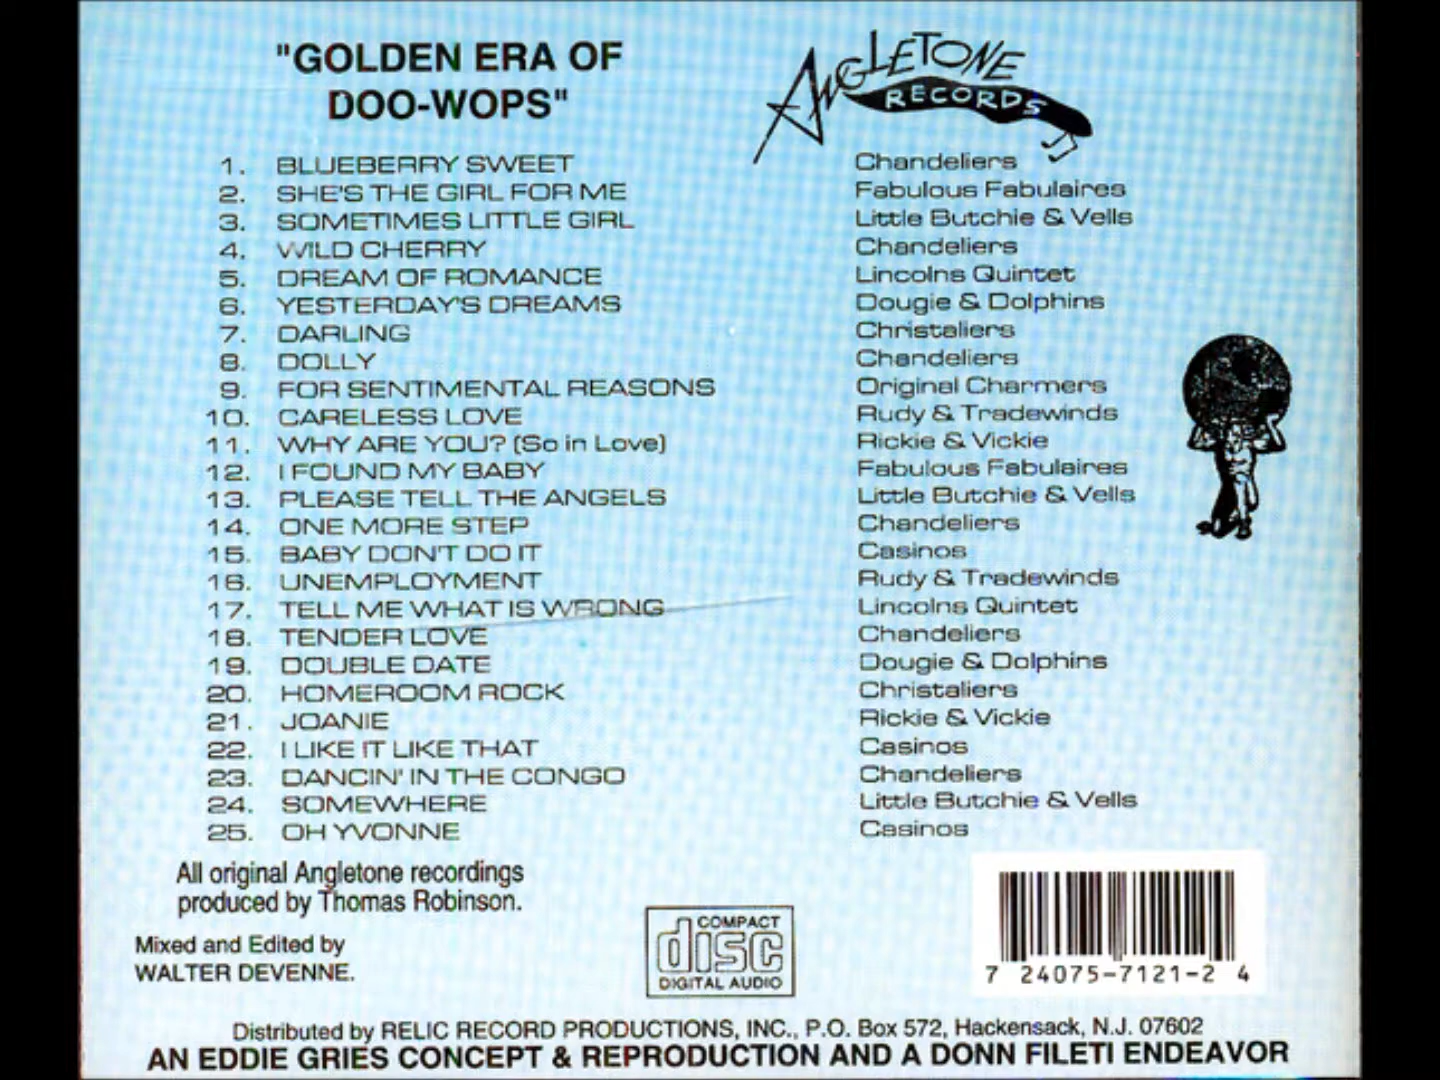 "GOLDEN ERA OF
DOO-WOPS"
ANGLETONE
RECORDS
1. BLUEBERRY SWEET Chandeliers
2. SHE'S THE GIRL FOR ME Fabulous Fabulaires
3. SOMETIMES LITTLE GIRL Little Butchie & Vells
4. WILD CHERRY Chandeliers
5. DREAM OF ROMANCE Lincolns Quintet
6. YESTERDAY'S DREAMS Dougie & Dolphins
7. DARLING Christaliers
8. DOLLY Chandeliers
9. FOR SENTIMENTAL REASONS Original Charmers
10. CARELESS LOVE Rudy & Tradewinds
11. WHY ARE YOU? (So in Love) Rickie & Vickie
12. I FOUND MY BABY Fabulous Fabulaires
13. PLEASE TELL THE ANGELS Little Butchie & Vells
14. ONE MORE STEP Chandeliers
15. BABY DON'T DO IT Casinos
16. UNEMPLOYMENT Rudy & Tradewinds
17. TELL ME WHAT IS WRONG Lincolns Quintet
18. TENDER LOVE Chandeliers
19. DOUBLE DATE Dougie & Dolphins
20. HOMEROOM ROCK Christaliers
21. JOANIE Rickie & Vickie
22. I LIKE IT LIKE THAT Casinos
23. DANCIN' IN THE CONGO Chandeliers
24. SOMEWHERE Little Butchie & Vells
25. OH YVONNE Casinos
All original Angletone recordings
produced by Thomas Robinson.
Mixed and Edited by
WALTER DEVENNE.
COMPACT
disc
DIGITAL AUDIO
7 24075-7121-2 4
Distributed by RELIC RECORD PRODUCTIONS, INC., P.O. Box 572, Hackensack, N.J. 07602
AN EDDIE GRIES CONCEPT & REPRODUCTION AND A DONN FILETI ENDEAVOR